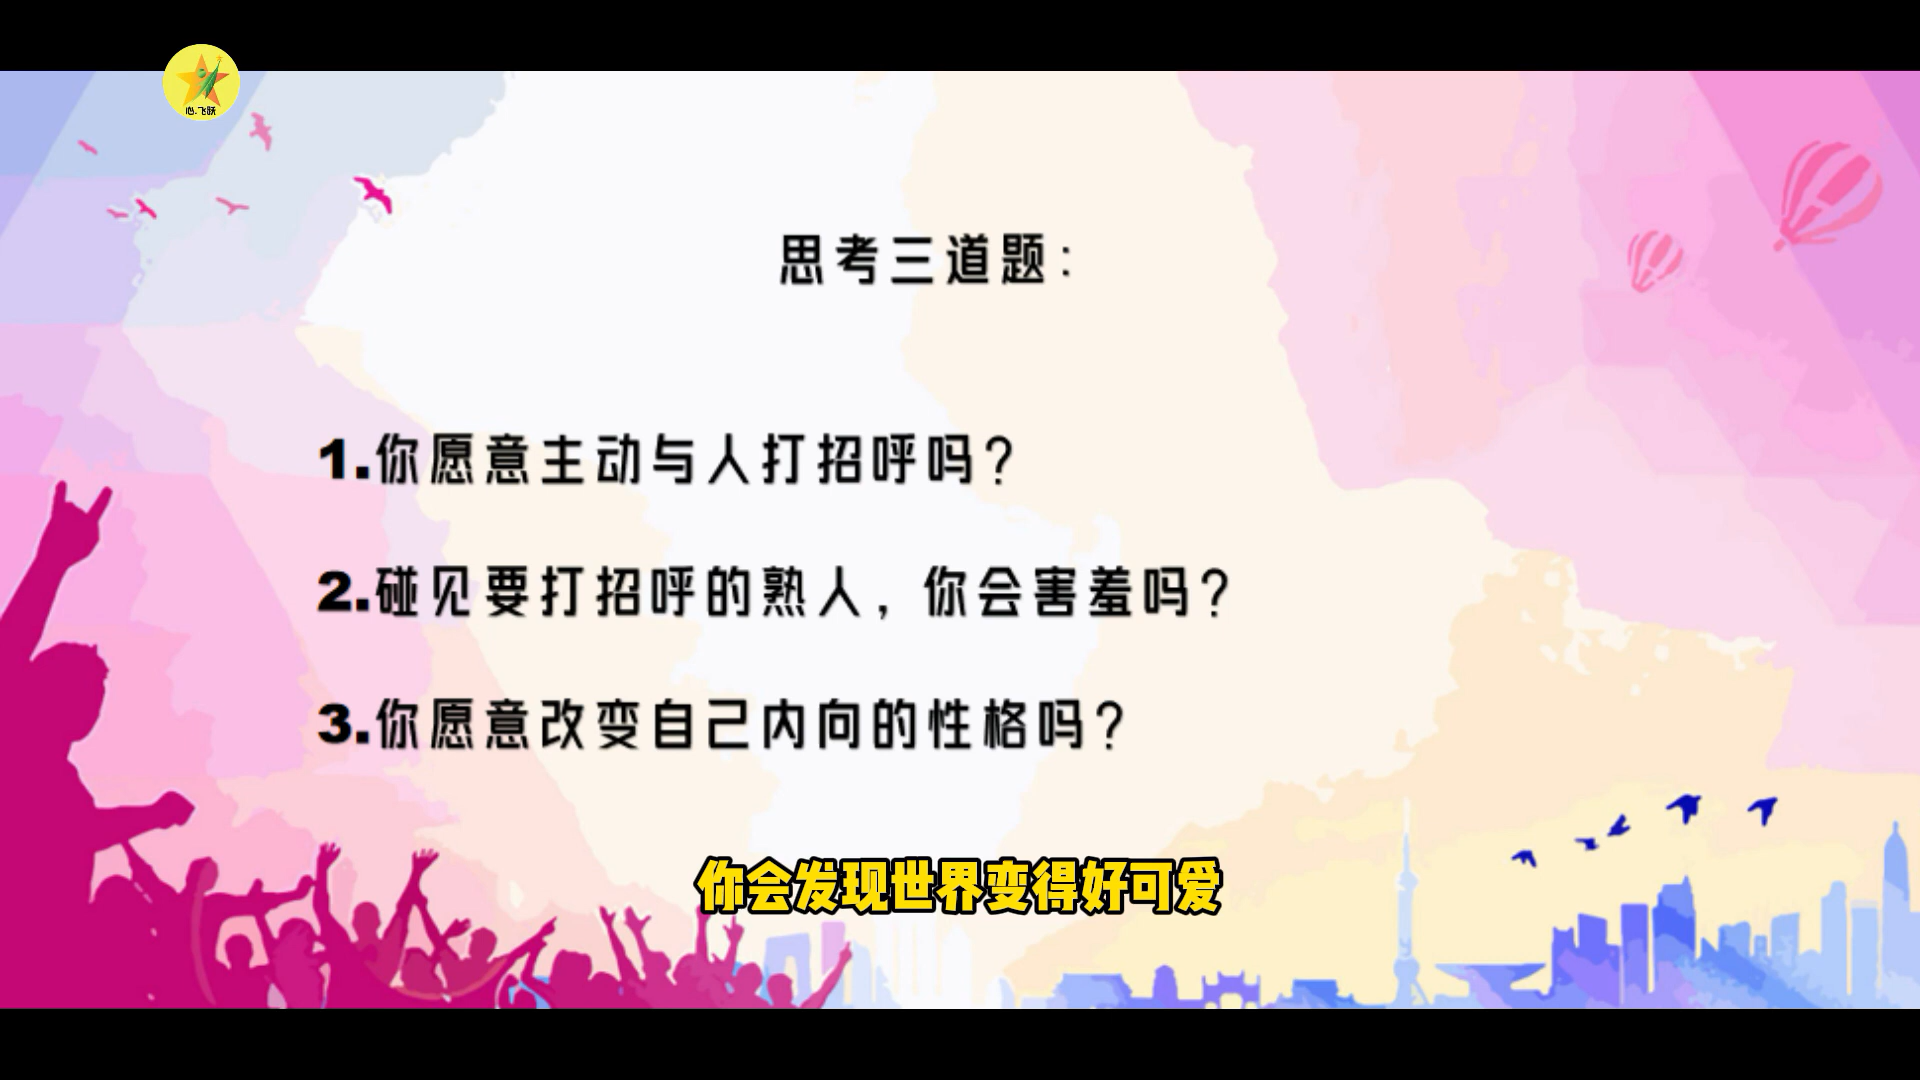 心.飞跃
思考三道题：
1.你愿意主动与人打招呼吗？
2.碰见要打招呼的熟人，你会害羞吗？
3.你愿意改变自己内向的性格吗？
你会发现世界变得好可爱